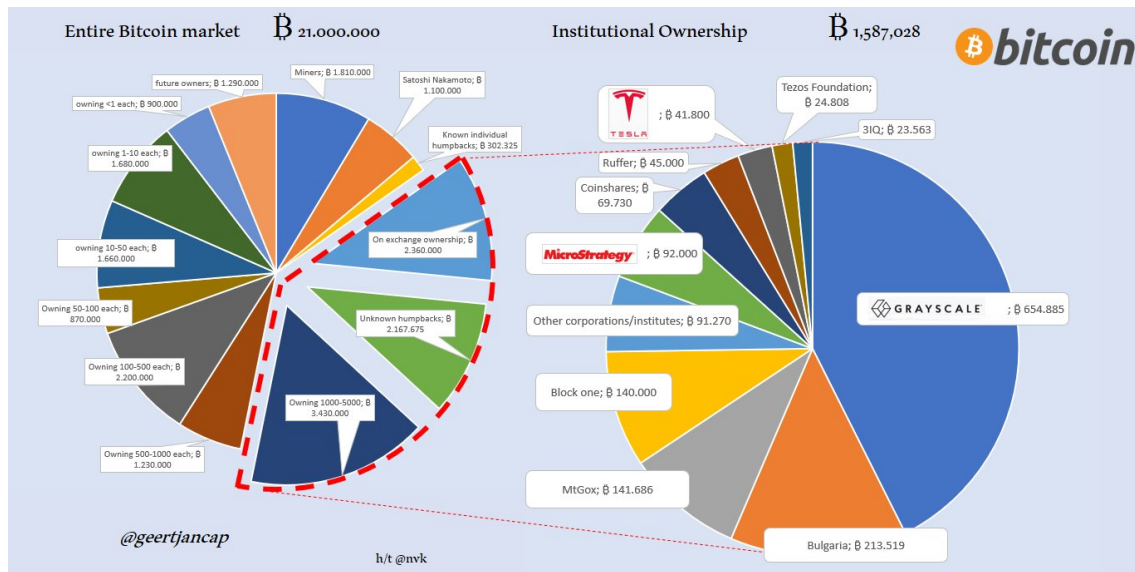 Entire Bitcoin market ₿ 21.000.000
Institutional Ownership ₿ 1,587,028
bitcoin
future owners; ₿ 1.290.000
Miners; ₿ 1.810.000
Satoshi Nakamoto; ₿
1.100.000
owning <1 each; ₿ 900.000
Known individual
humpbacks; ₿ 302.325
owning 1-10 each; ₿
1.680.000
On exchange ownership; ₿
2.360.000
owning 10-50 each; ₿
1.660.000
Owning 50-100 each; ₿
870.000
Unknown humpbacks; ₿
2.167.675
Owning 100-500 each; ₿
2.200.000
Owning 1000-5000; ₿
3.430.000
Owning 500-1000 each; ₿
1.230.000
@geertjancap
h/t @nvk
Tezos Foundation;
₿ 24.808
TESLA ; ₿ 41.800
3IQ; ₿ 23.563
Ruffer; ₿ 45.000
Coinshares; ₿
69.730
MicroStrategy ; ₿ 92.000
GRAYSCALE ; ₿ 654.885
Other corporations/institutes; ₿ 91.270
Block one; ₿ 140.000
MtGox; ₿ 141.686
Bulgaria; ₿ 213.519